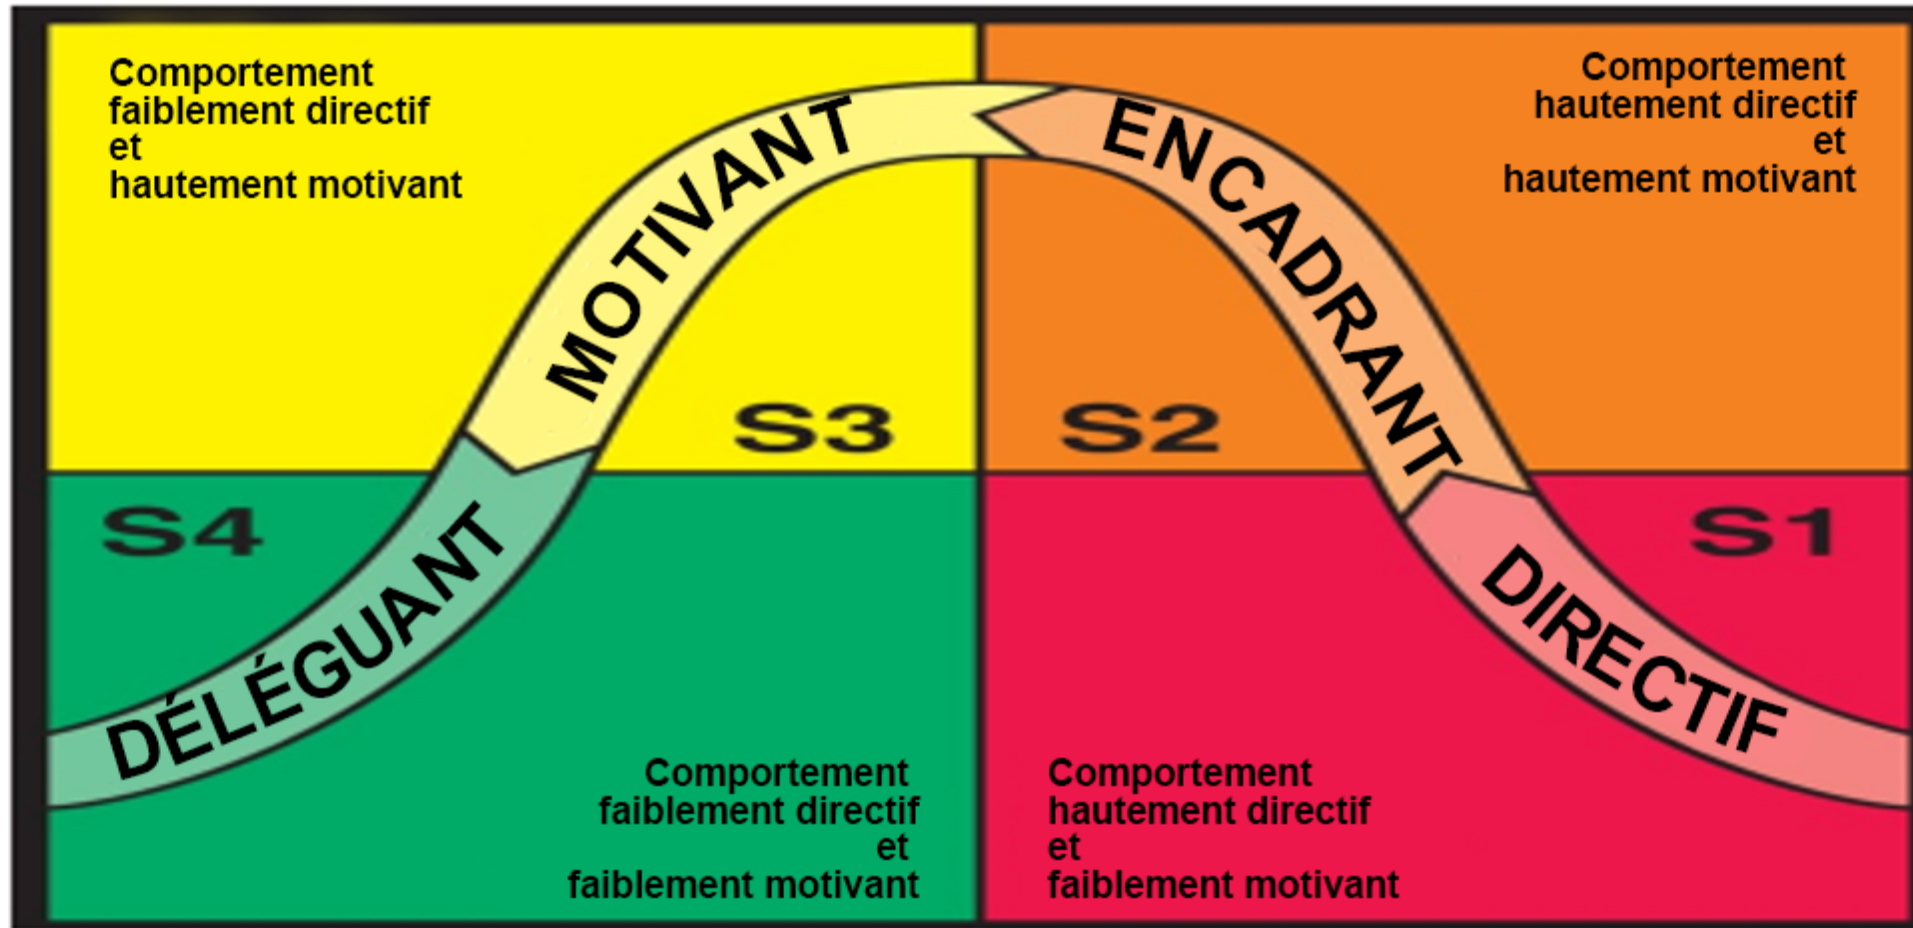 Comportement
faiblement directif
et
hautement motivant
MOTIVANT
S3
Comportement
hautement directif
et
hautement motivant
ENCADRANT
S2
S4
DÉLÉGUANT
Comportement
faiblement directif
et
faiblement motivant
S1
DIRECTIF
Comportement
hautement directif
et
faiblement motivant